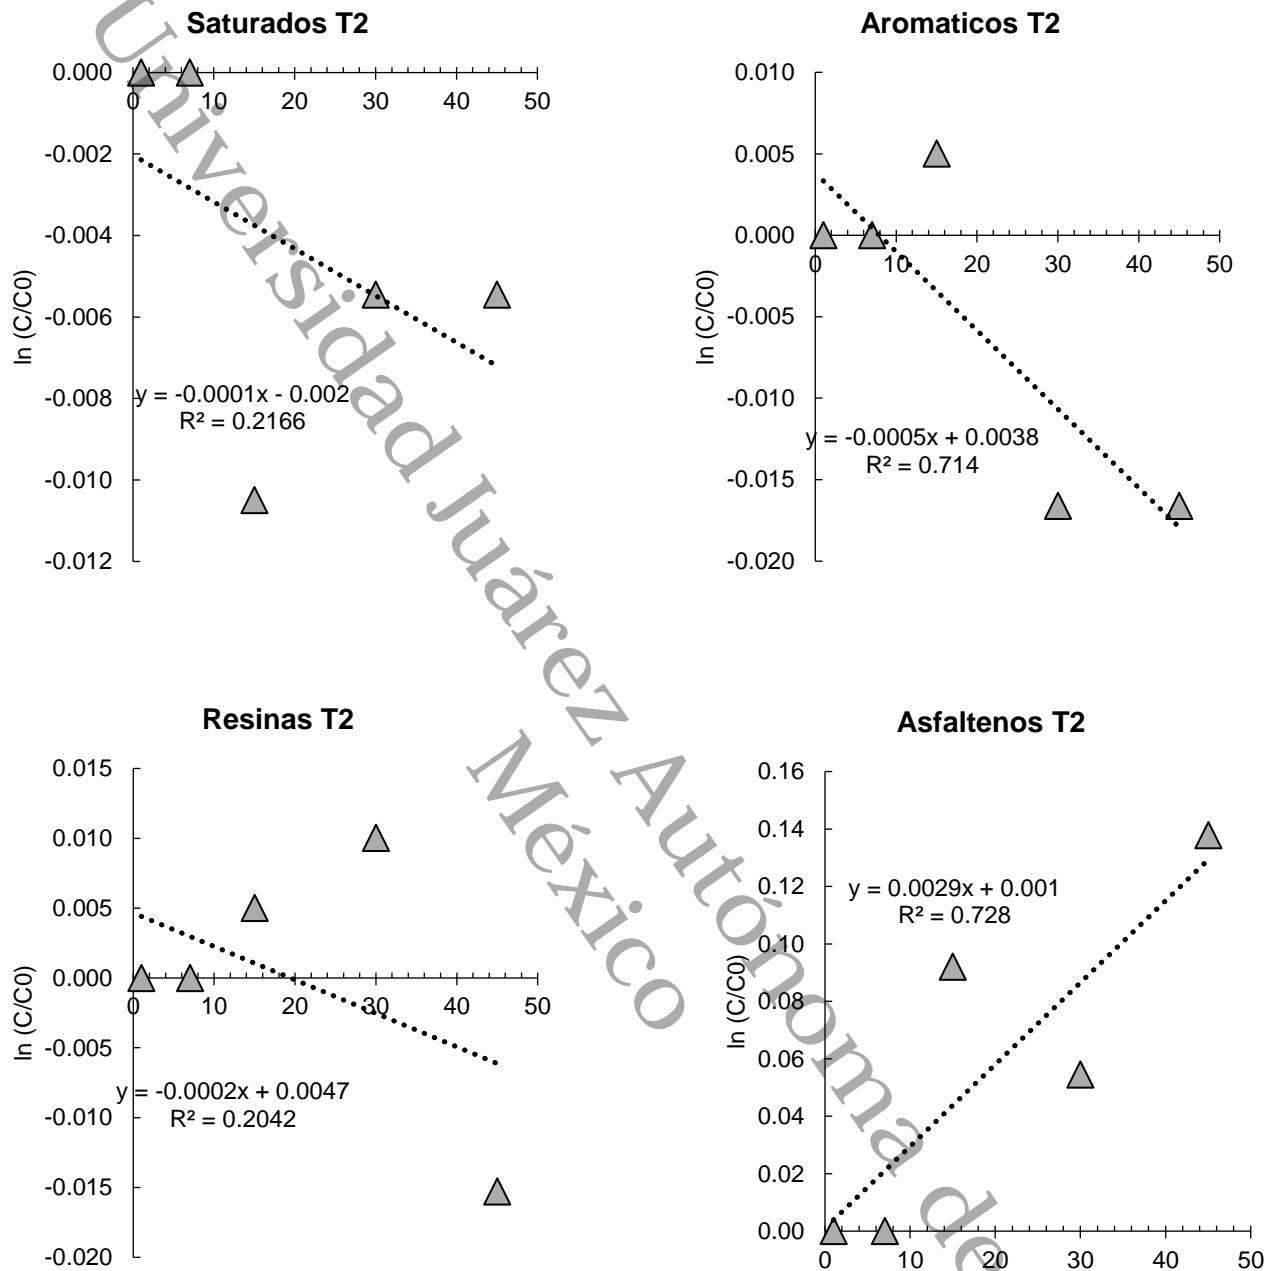 Saturados T2
0.000
-0.002
-0.004
-0.006
-0.008
-0.010
-0.012
0 10 20 30 40 50
ln (C/C0)
y = -0.0001x - 0.002
R² = 0.2166
Aromaticos T2
0.010
0.005
0.000
-0.005
-0.010
-0.015
-0.020
0 10 20 30 40 50
ln (C/C0)
y = -0.0005x + 0.0038
R² = 0.714
Resinas T2
0.015
0.010
0.005
0.000
-0.005
-0.010
-0.015
-0.020
0 10 20 30 40 50
ln (C/C0)
y = -0.0002x + 0.0047
R² = 0.2042
Asfaltenos T2
0.16
0.14
0.12
0.10
0.08
0.06
0.04
0.02
0.00
0 10 20 30 40 50
ln (C/C0)
y = 0.0029x + 0.001
R² = 0.728
Universidad Juárez Autónoma de
México